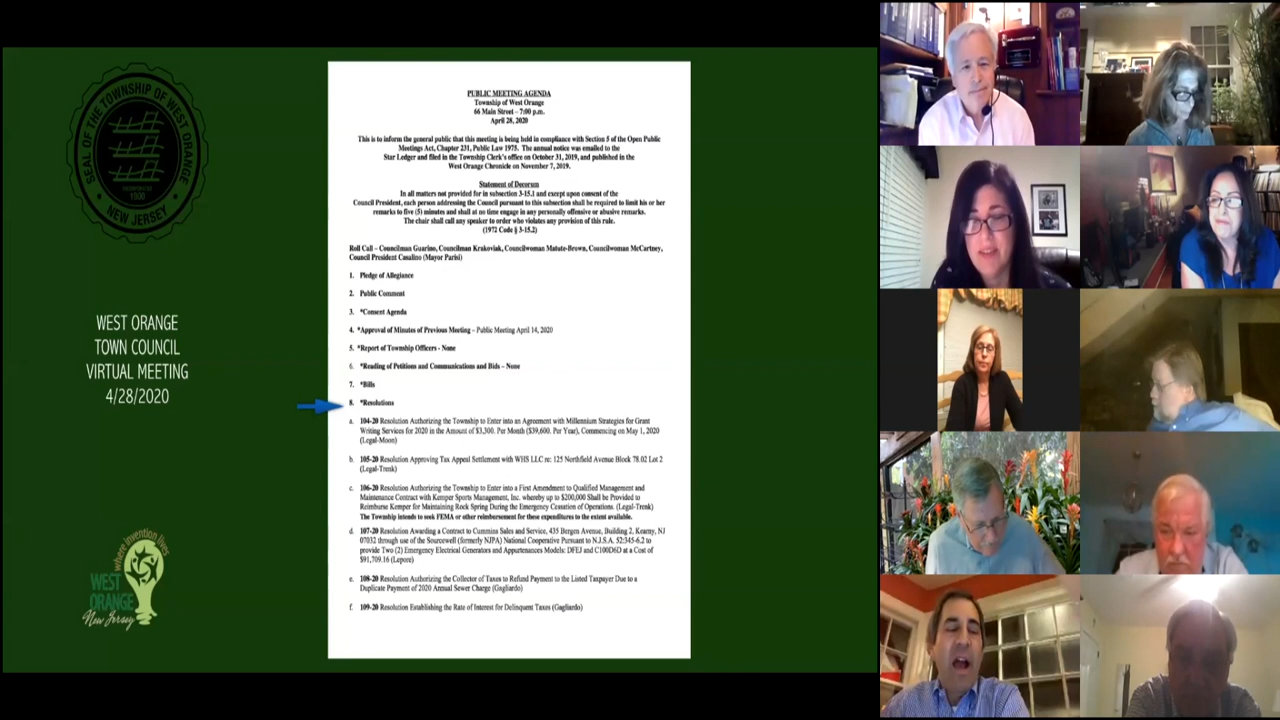 SEAL OF THE TOWNSHIP OF WEST ORANGE
INCORPORATED
1900
NEW JERSEY
WEST ORANGE
TOWN COUNCIL
VIRTUAL MEETING
4/28/2020
where invention lives
WEST
ORANGE
New Jersey
PUBLIC MEETING AGENDA
Township of West Orange
66 Main Street – 7:00 p.m.
April 28, 2020
This is to inform the general public that this meeting is being held in compliance with Section 5 of the Open Public
Meetings Act, Chapter 231, Public Law 1975. The annual notice was emailed to the
Star Ledger and filed in the Township Clerk's office on October 31, 2019, and published in the
West Orange Chronicle on November 7, 2019.
Statement of Decorum
In all matters not provided for in subsection 3-15.1 and except upon consent of the
Council President, each person addressing the Council pursuant to this subsection shall be required to limit his or her
remarks to five (5) minutes and shall at no time engage in any personally offensive or abusive remarks.
The chair shall call any speaker to order who violates any provision of this rule.
(1972 Code § 3-15.2)
Roll Call – Councilman Guarino, Councilman Krakoviak, Councilwoman Matute-Brown, Councilwoman McCartney,
Council President Casalino (Mayor Parisi)
1. Pledge of Allegiance
2. Public Comment
3. *Consent Agenda
4. *Approval of Minutes of Previous Meeting – Public Meeting April 14, 2020
5. *Report of Township Officers - None
6. *Reading of Petitions and Communications and Bids – None
7. *Bills
8. *Resolutions
a. 104-20 Resolution Authorizing the Township to Enter into an Agreement with Millennium Strategies for Grant
Writing Services for 2020 in the Amount of $3,300. Per Month ($39,600. Per Year), Commencing on May 1, 2020
(Legal-Moon)
b. 105-20 Resolution Approving Tax Appeal Settlement with WHS LLC re: 125 Northfield Avenue Block 78.02 Lot 2
(Legal-Trenk)
c. 106-20 Resolution Authorizing the Township to Enter into a First Amendment to Qualified Management and
Maintenance Contract with Kemper Sports Management, Inc. whereby up to $200,000 Shall be Provided to
Reimburse Kemper for Maintaining Rock Spring During the Emergency Cessation of Operations. (Legal-Trenk)
The Township intends to seek FEMA or other reimbursement for these expenditures to the extent available.
d. 107-20 Resolution Awarding a Contract to Cummins Sales and Service, 435 Bergen Avenue, Building 2, Kearny, NJ
07032 through use of the Sourcewell (formerly NJPA) National Cooperative Pursuant to N.J.S.A. 52:345-6.2 to
provide Two (2) Emergency Electrical Generators and Appurtenances Models: DFEJ and C100D6D at a Cost of
$91,709.16 (Lepore)
e. 108-20 Resolution Authorizing the Collector of Taxes to Refund Payment to the Listed Taxpayer Due to a
Duplicate Payment of 2020 Annual Sewer Charge (Gagliardo)
f. 109-20 Resolution Establishing the Rate of Interest for Delinquent Taxes (Gagliardo)